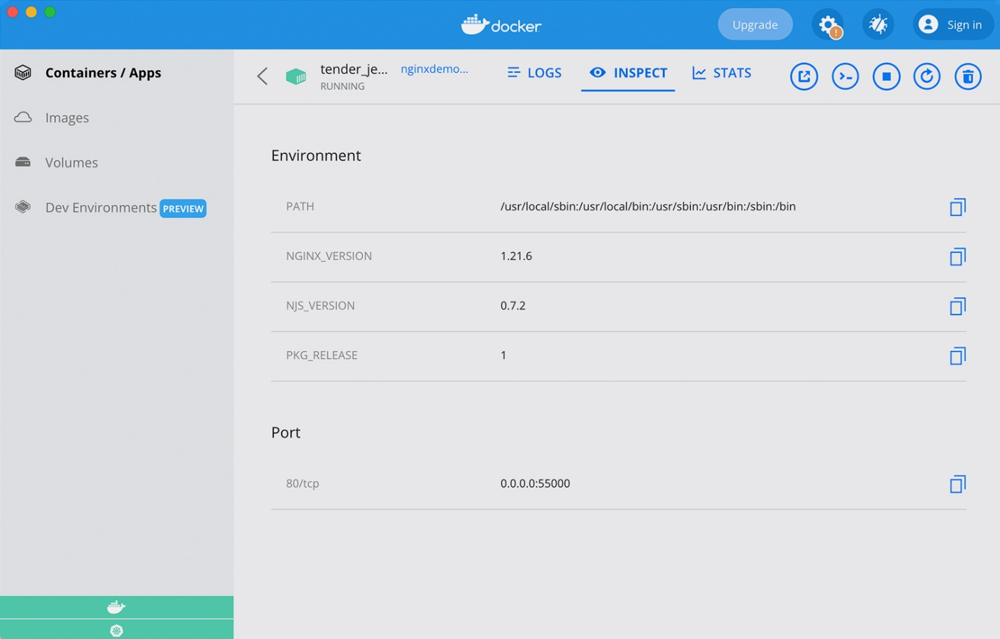 docker
Upgrade
Sign in
Containers / Apps
Images
Volumes
Dev Environments PREVIEW
tender_je... nginxdemo...
RUNNING
LOGS
INSPECT
STATS
Environment
PATH /usr/local/sbin:/usr/local/bin:/usr/sbin:/usr/bin:/sbin:/bin
NGINX_VERSION 1.21.6
NJS_VERSION 0.7.2
PKG_RELEASE 1
Port
80/tcp 0.0.0.0:55000